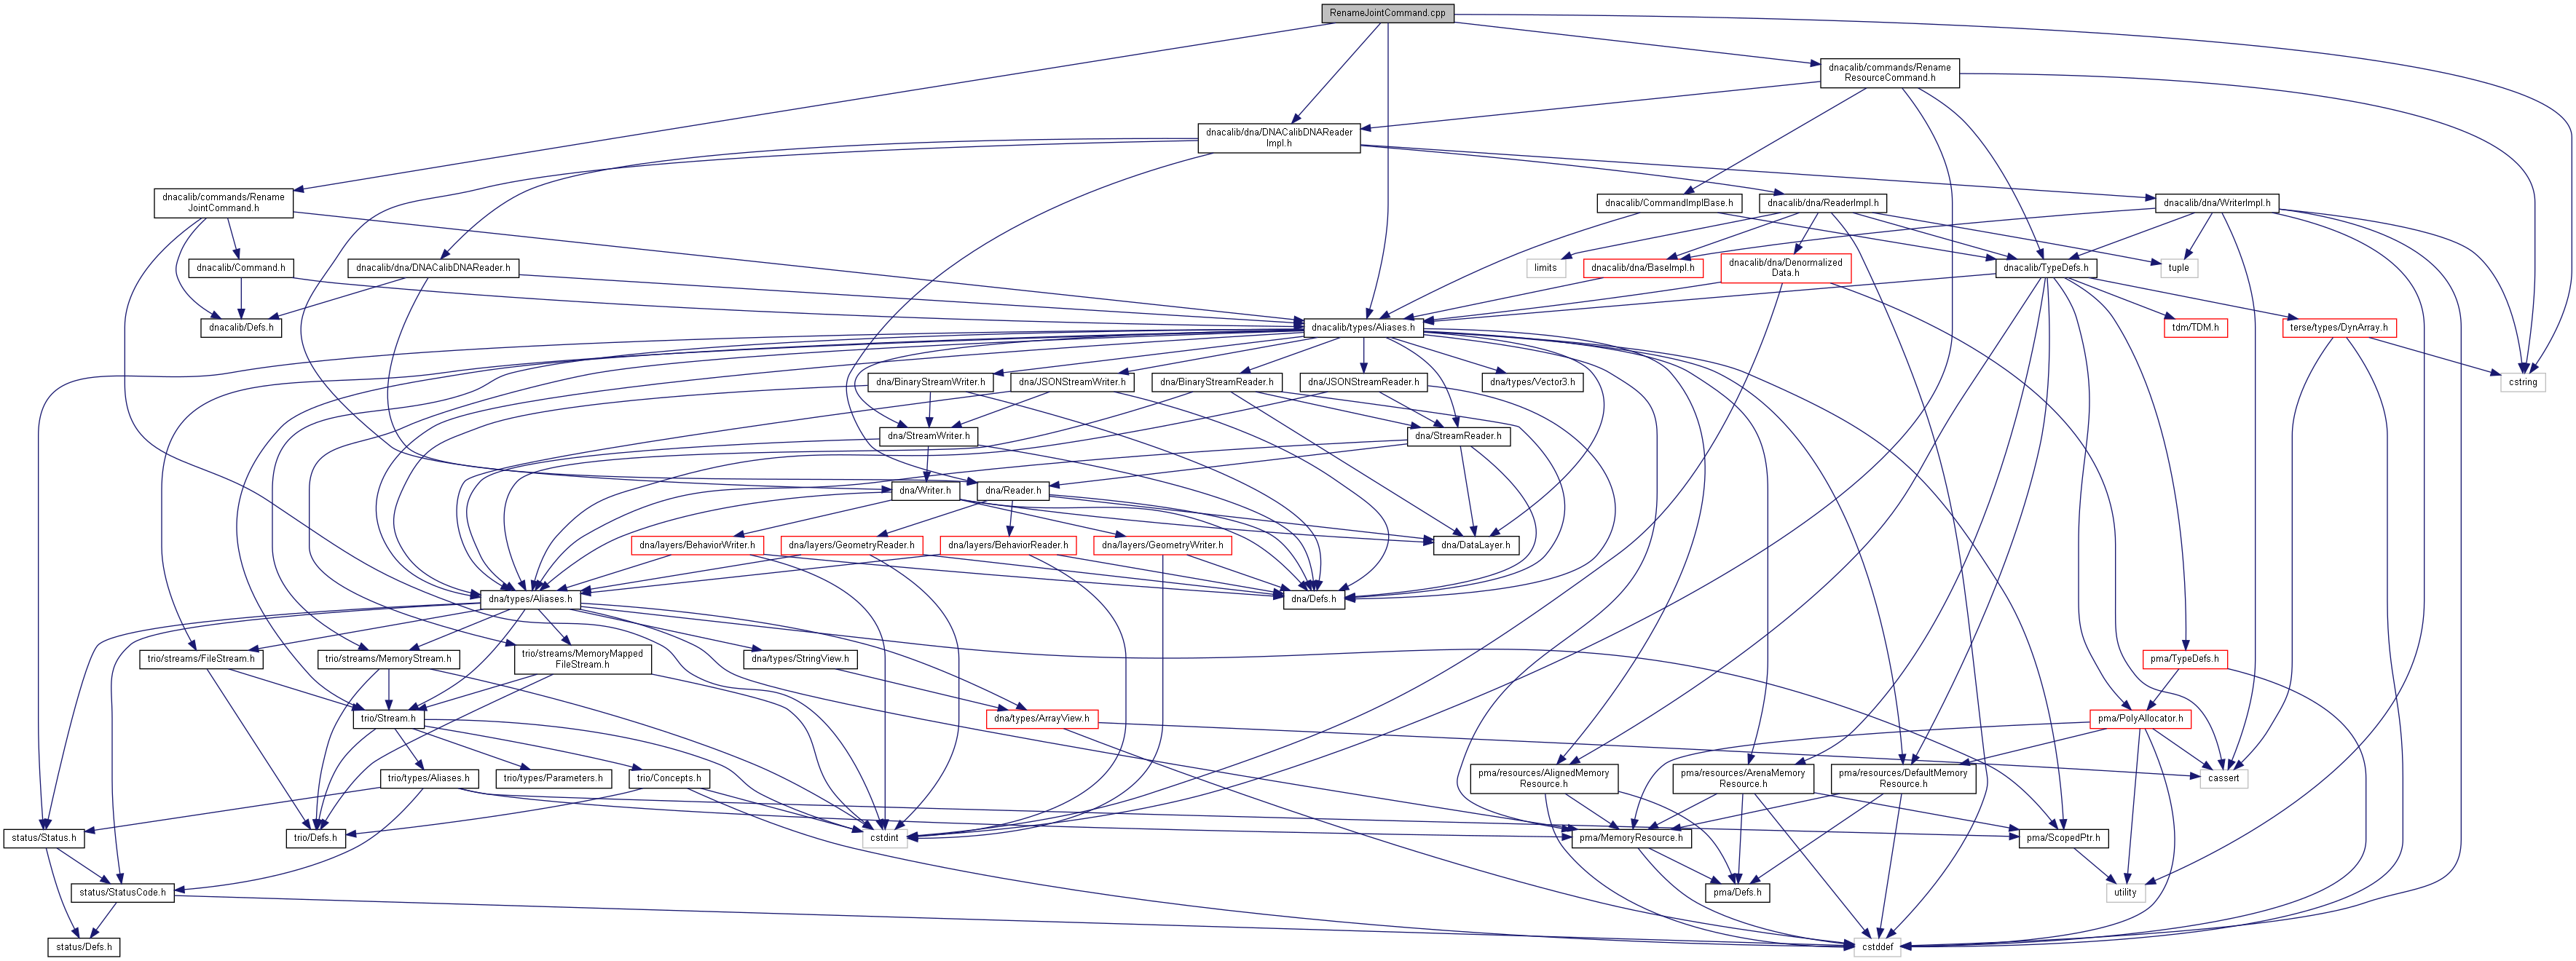 RenameJointCommand.cpp
dnacalib/commands/Rename
ResourceCommand.h
dnacalib/dna/DNACalibDNAReader
Impl.h
dnacalib/commands/Rename
JointCommand.h
dnacalib/CommandImplBase.h
dnacalib/dna/ReaderImpl.h
dnacalib/dna/WriterImpl.h
dnacalib/Command.h
dnacalib/dna/DNACalibDNAReader.h
limits
dnacalib/dna/BaseImpl.h
dnacalib/dna/Denormalized
Data.h
dnacalib/TypeDefs.h
tuple
dnacalib/Defs.h
dnacalib/types/Aliases.h
tdm/TDM.h
terse/types/DynArray.h
dna/BinaryStreamWriter.h
dna/JSONStreamWriter.h
dna/BinaryStreamReader.h
dna/JSONStreamReader.h
dna/types/Vector3.h
cstring
dna/StreamWriter.h
dna/StreamReader.h
dna/Writer.h
dna/Reader.h
dna/layers/BehaviorWriter.h
dna/layers/GeometryReader.h
dna/layers/BehaviorReader.h
dna/layers/GeometryWriter.h
dna/DataLayer.h
dna/types/Aliases.h
dna/Defs.h
trio/streams/FileStream.h
trio/streams/MemoryStream.h
trio/streams/MemoryMapped
FileStream.h
dna/types/StringView.h
pma/TypeDefs.h
trio/Stream.h
dna/types/ArrayView.h
pma/PolyAllocator.h
trio/types/Aliases.h
trio/types/Parameters.h
trio/Concepts.h
pma/resources/AlignedMemory
Resource.h
pma/resources/ArenaMemory
Resource.h
pma/resources/DefaultMemory
Resource.h
cassert
status/Status.h
trio/Defs.h
cstdint
pma/MemoryResource.h
pma/ScopedPtr.h
status/StatusCode.h
pma/Defs.h
utility
status/Defs.h
cstddef